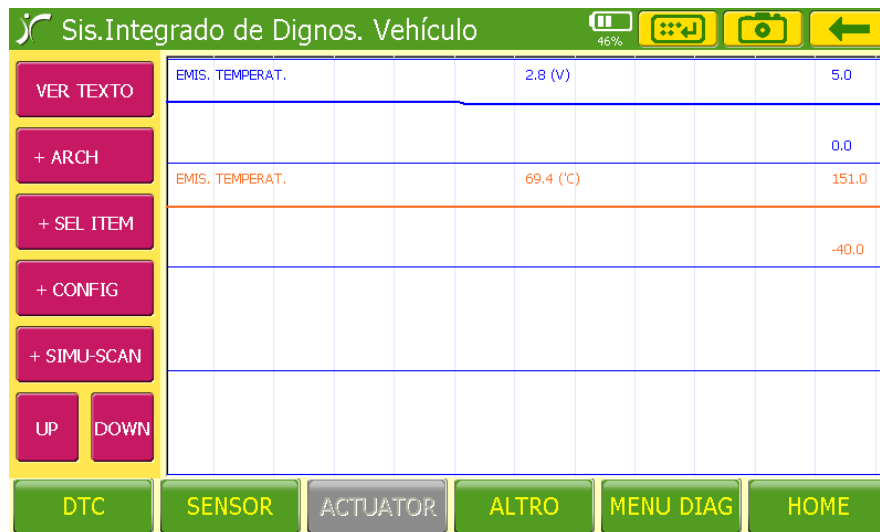 Sis.Integrado de Dignos. Vehículo
46%
VER TEXTO
+ ARCH
+ SEL ITEM
+ CONFIG
+ SIMU-SCAN
UP DOWN
EMIS. TEMPERAT. 2.8 (V) 5.0
0.0
EMIS. TEMPERAT. 69.4 (°C) 151.0
-40.0
DTC SENSOR ACTUATOR ALTRO MENU DIAG HOME